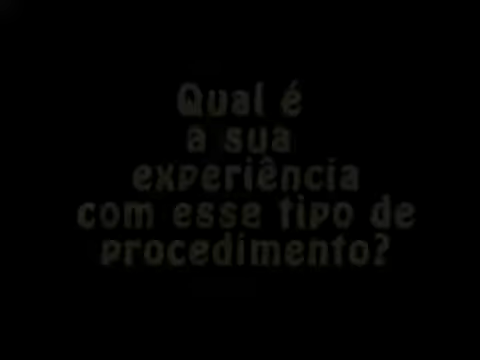 Qual é
a sua
experiência
com esse tipo de
procedimento?